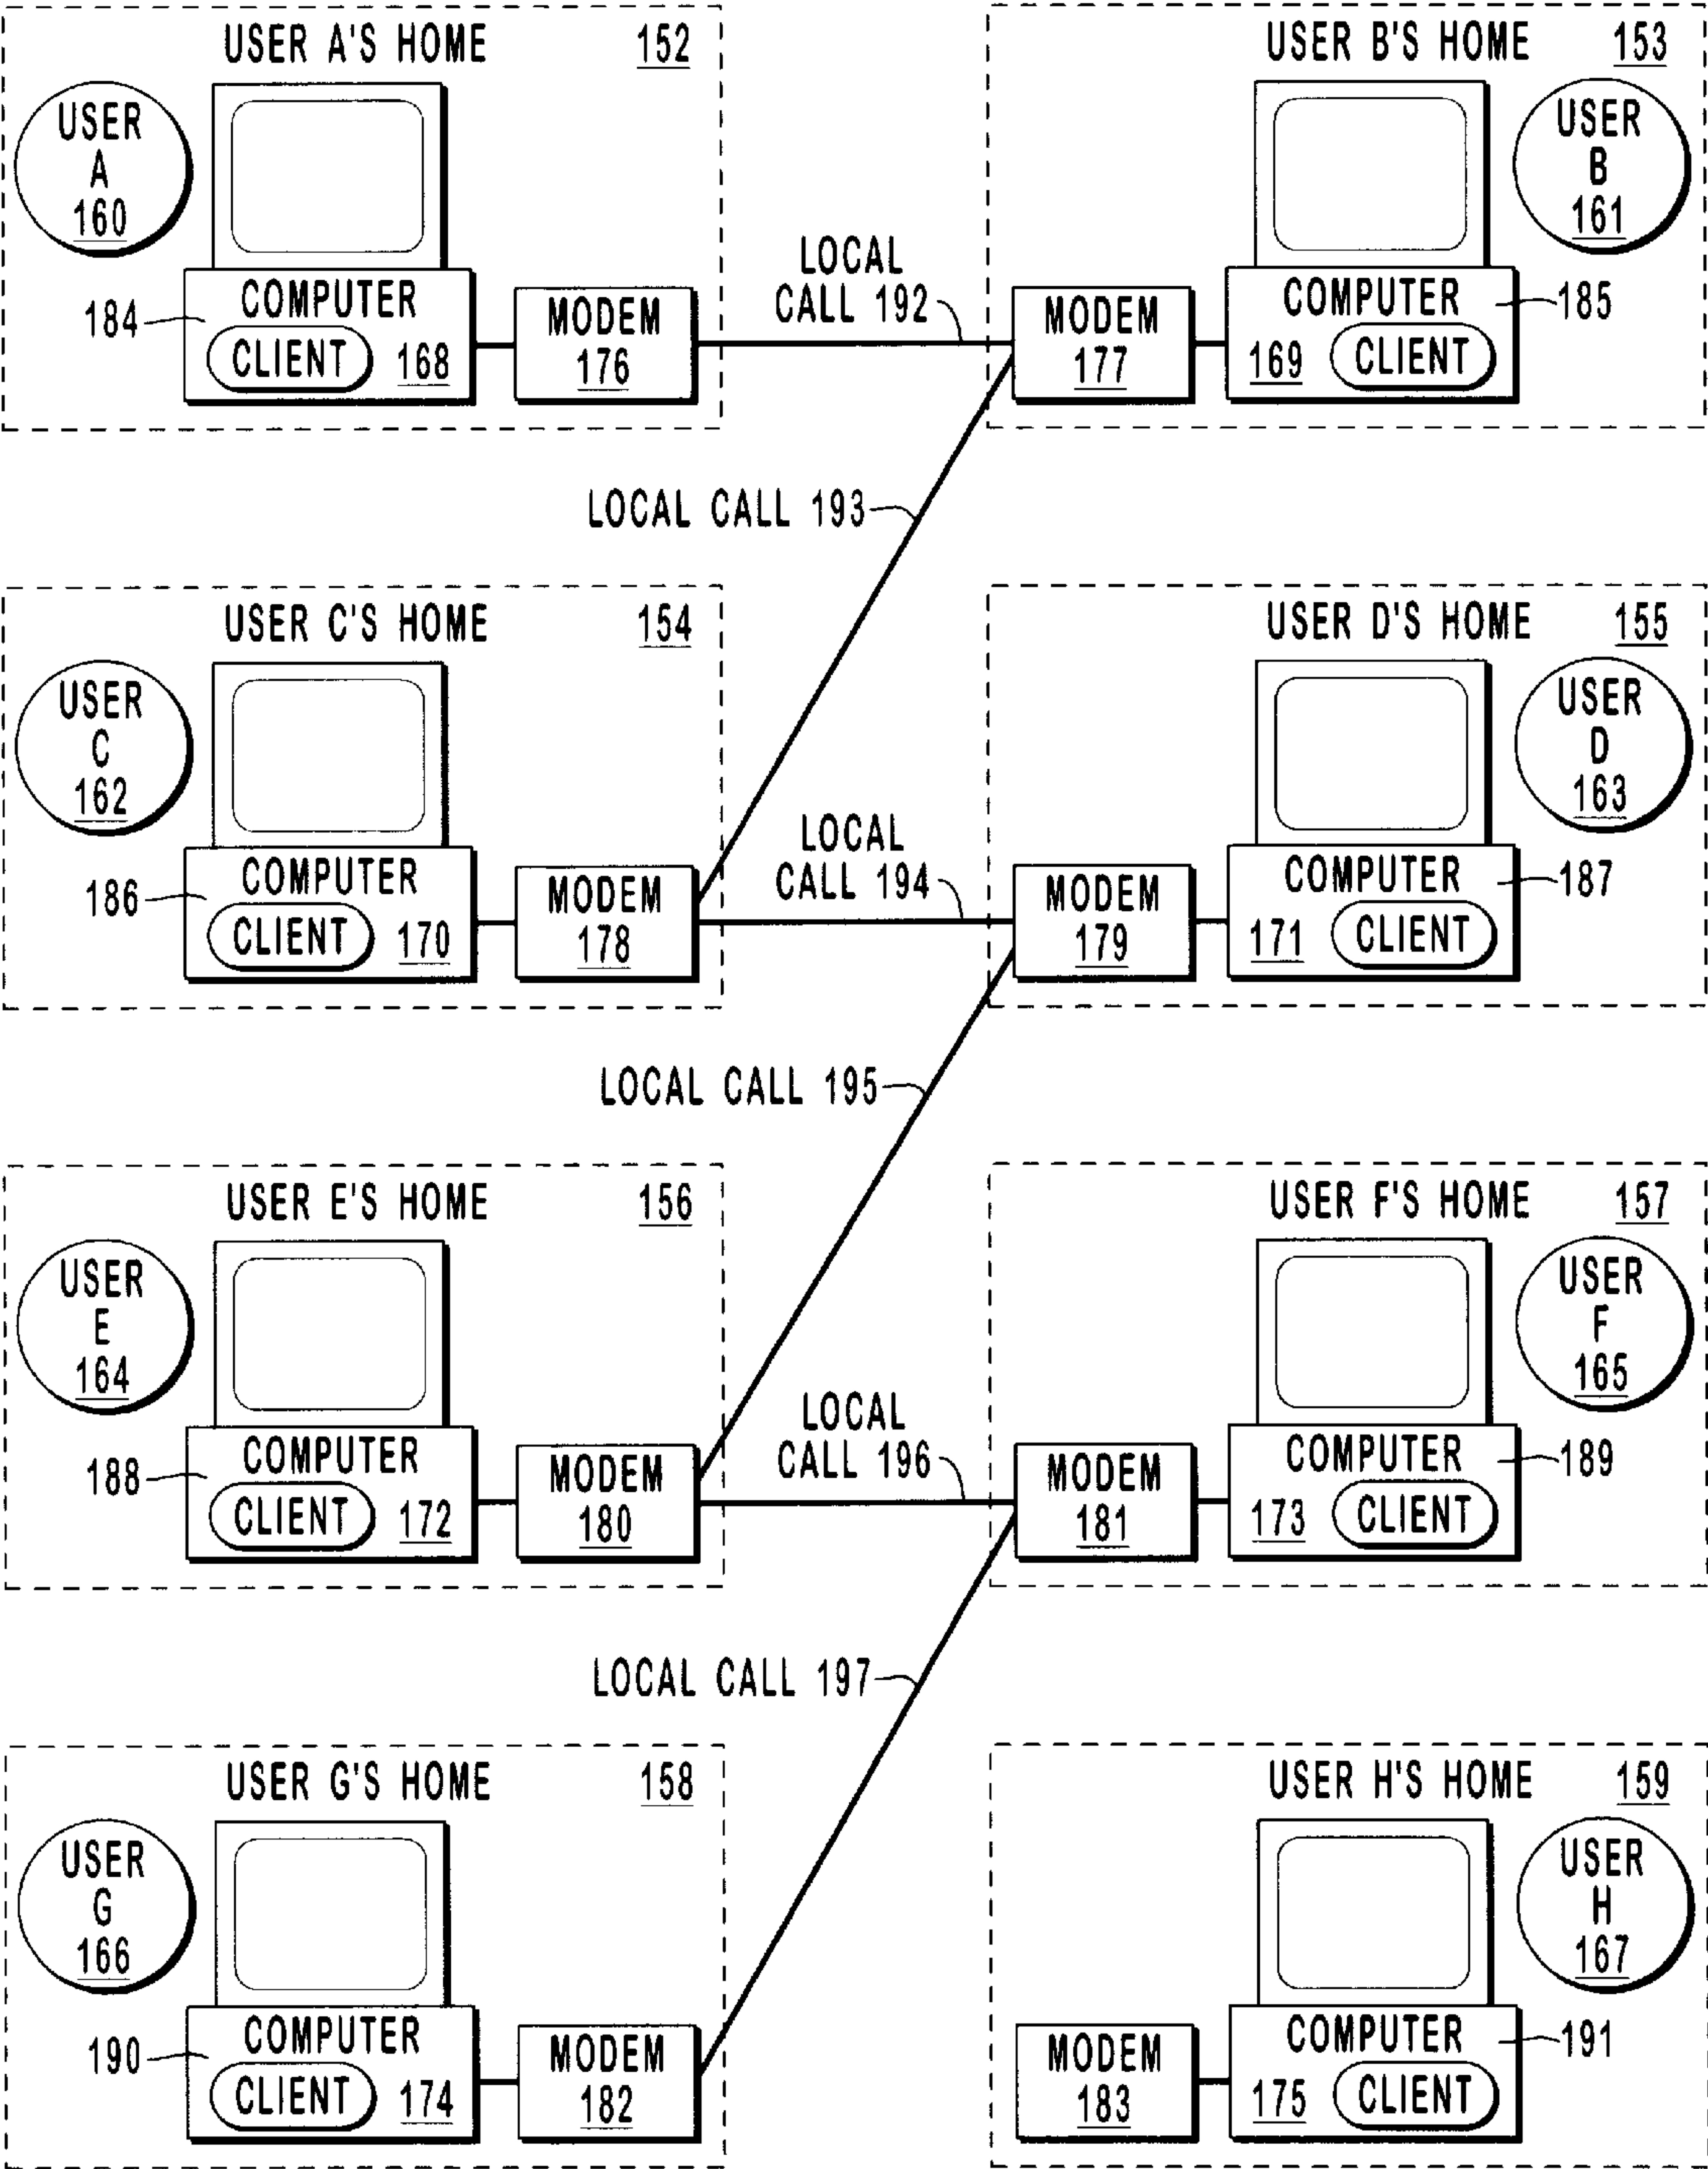 USER A'S HOME 152
USER
A
160
COMPUTER
184
CLIENT 168
MODEM
176
LOCAL
CALL 192
USER B'S HOME 153
USER
B
161
MODEM
177
COMPUTER
185
169 CLIENT
LOCAL CALL 193
USER C'S HOME 154
USER
C
162
COMPUTER
186
CLIENT 170
MODEM
178
LOCAL
CALL 194
USER D'S HOME 155
USER
D
163
MODEM
179
COMPUTER
187
171 CLIENT
LOCAL CALL 195
USER E'S HOME 156
USER
E
164
COMPUTER
188
CLIENT 172
MODEM
180
LOCAL
CALL 196
USER F'S HOME 157
USER
F
165
MODEM
181
COMPUTER
189
173 CLIENT
LOCAL CALL 197
USER G'S HOME 158
USER
G
166
COMPUTER
190
CLIENT 174
MODEM
182
USER H'S HOME 159
USER
H
167
MODEM
183
COMPUTER
191
175 CLIENT